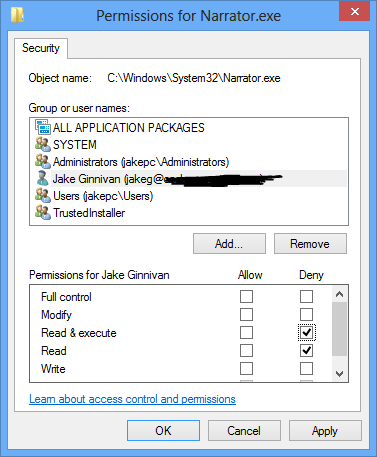 Permissions for Narrator.exe
Security
Object name: C:\Windows\System32\Narrator.exe
Group or user names:
ALL APPLICATION PACKAGES
SYSTEM
Administrators (jakepc\Administrators)
Jake Ginnivan (jakeg@
Users (jakepc\Users)
TrustedInstaller
Add... Remove
Permissions for Jake Ginnivan Allow Deny
Full control
Modify
Read & execute
Read
Write
Learn about access control and permissions
OK Cancel Apply